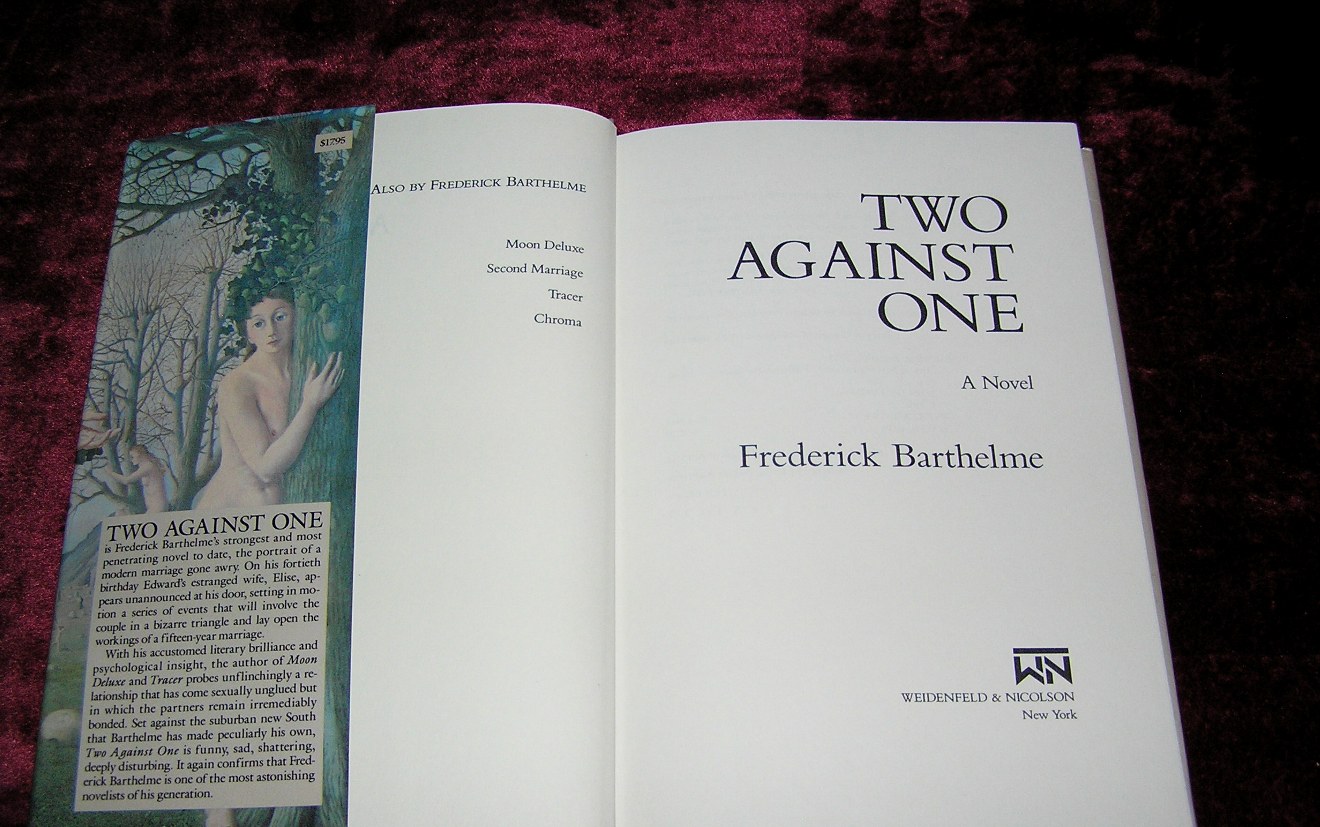 $17.95
TWO AGAINST ONE
is Frederick Barthelme's strongest and most
penetrating novel to date, the portrait of a
modern marriage gone awry. On his fortieth
birthday Edward's estranged wife, Elise, ap-
pears unannounced at his door, setting in mo-
tion a series of events that will involve the
couple in a bizarre triangle and lay open the
workings of a fifteen-year marriage.
With his accustomed literary brilliance and
psychological insight, the author of Moon
Deluxe and Tracer probes unflinchingly a re-
lationship that has come sexually unglued but
in which the partners remain irremediably
bonded. Set against the suburban new South
that Barthelme has made peculiarly his own,
Two Against One is funny, sad, shattering,
deeply disturbing. It again confirms that Fred-
erick Barthelme is one of the most astonishing
novelists of his generation.
ALSO BY FREDERICK BARTHELME
Moon Deluxe
Second Marriage
Tracer
Chroma
TWO
AGAINST
ONE
A Novel
Frederick Barthelme
WN
WEIDENFELD & NICOLSON
New York